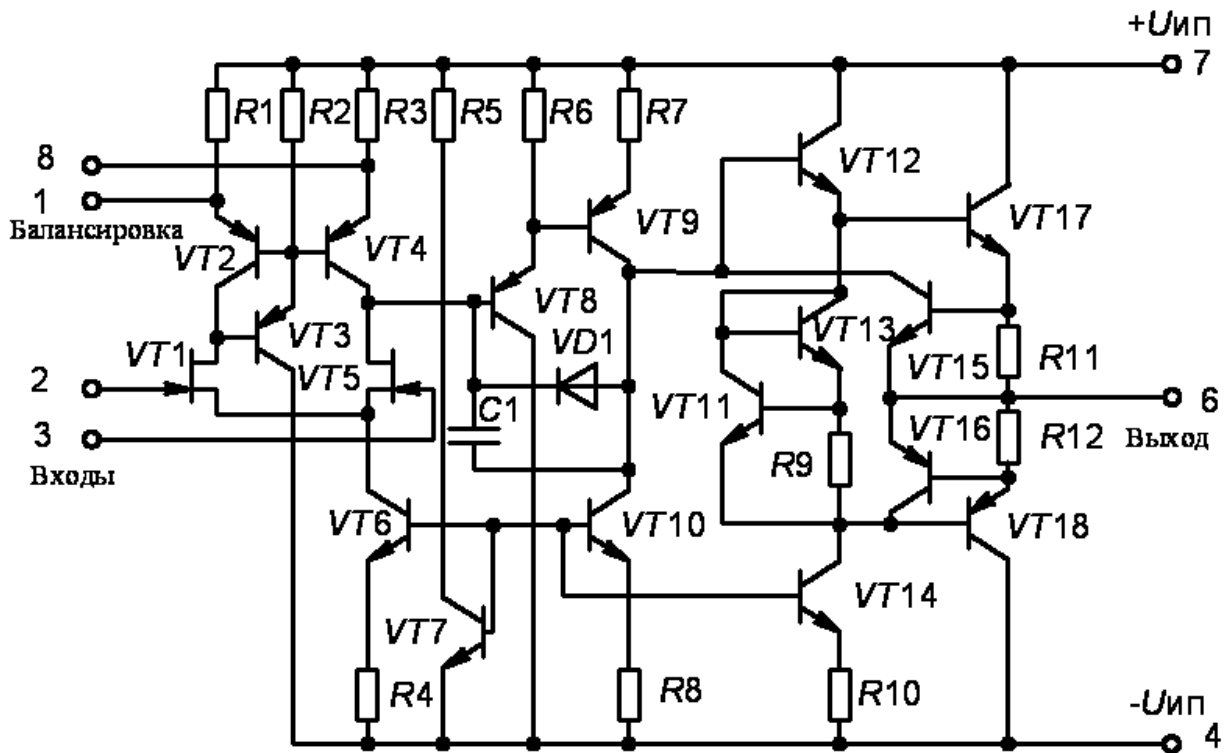 +Uип
7
R1
R2
R3
R5
R6
R7
8
1
Балансировка
VT2
VT4
VT9
VT12
VT17
VT3
VT8
VD1
VT13
VT1
VT5
VT15
R11
2
3
Входы
C1
VT11
VT16
6
Выход
R9
R12
VT6
VT10
VT18
VT7
VT14
R4
R8
R10
-Uип
4